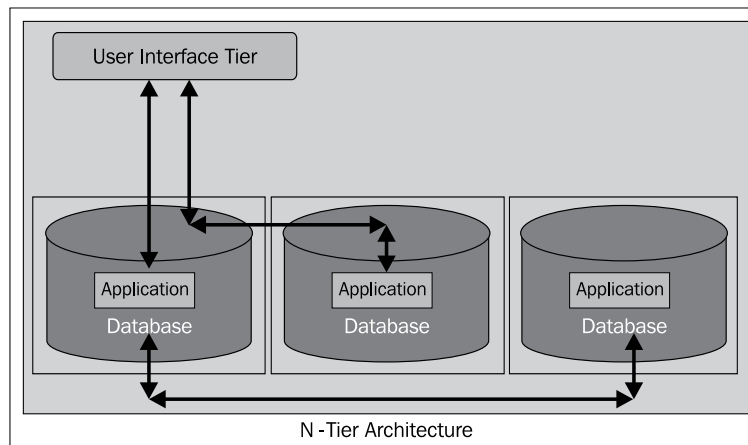 User Interface Tier
Application
Database
Application
Database
Application
Database
N -Tier Architecture